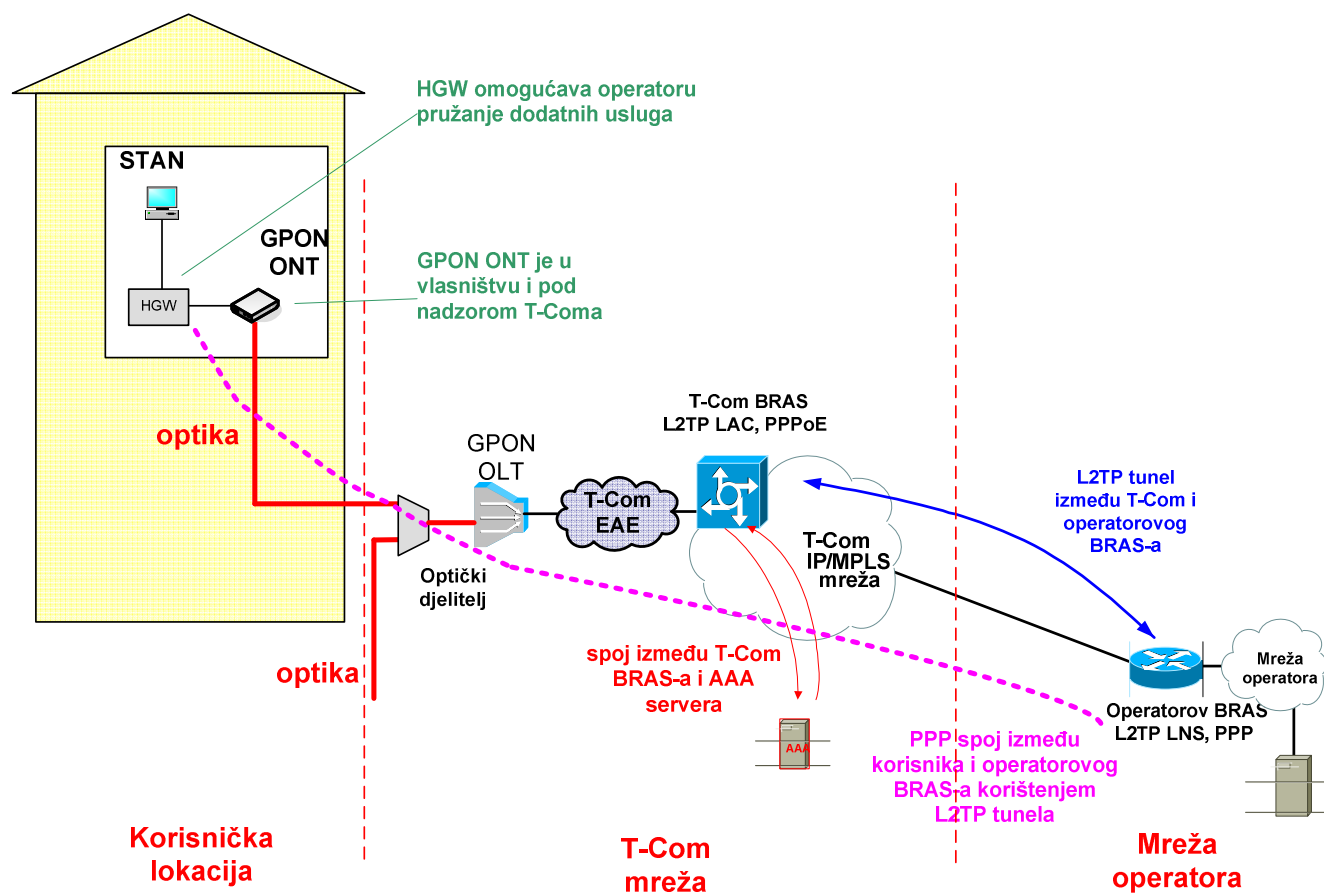 HGW omogućava operatoru
pružanje dodatnih usluga
STAN
GPON
ONT
HGW
GPON ONT je u
vlasništvu i pod
nadzorom T-Coma
optika
optika
GPON
OLT
Optički
djelitelj
T-Com
EAE
T-Com BRAS
L2TP LAC, PPPoE
T-Com
IP/MPLS
mreža
L2TP tunel
između T-Com i
operatorovog
BRAS-a
spoj između T-Com
BRAS-a i AAA
servera
AAA
Mreža
operatora
Operatorov BRAS
L2TP LNS, PPP
PPP spoj između
korisnika i operatorovog
BRAS-a korištenjem
L2TP tunela
Korisnička
lokacija
T-Com
mreža
Mreža
operatora